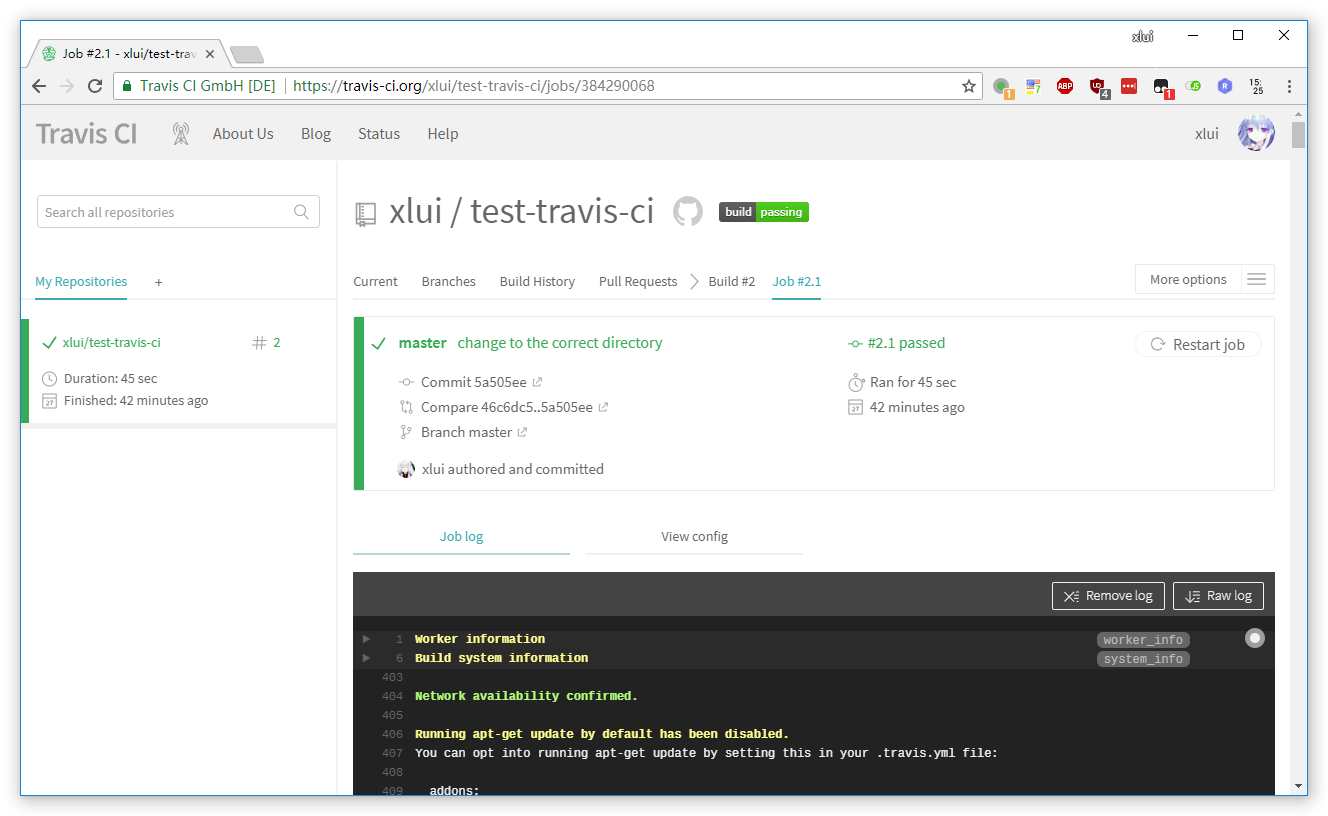 xlui
Job #2.1 - xlui/test-trav
Travis CI GmbH [DE] https://travis-ci.org/xlui/test-travis-ci/jobs/384290068
1 7 ABP 4 1 JS R 15: 25
Travis CI About Us Blog Status Help xlui
Search all repositories
xlui / test-travis-ci build passing
My Repositories +
Current Branches Build History Pull Requests Build #2 Job #2.1 More options
xlui/test-travis-ci # 2
Duration: 45 sec
Finished: 42 minutes ago
master change to the correct directory #2.1 passed Restart job
Commit 5a505ee Ran for 45 sec
Compare 46c6dc5..5a505ee 42 minutes ago
Branch master
xlui authored and committed
Job log View config
Remove log Raw log
1 Worker information worker_info
6 Build system information system_info
403
404 Network availability confirmed.
405
406 Running apt-get update by default has been disabled.
407 You can opt into running apt-get update by setting this in your .travis.yml file:
408
409 addons: